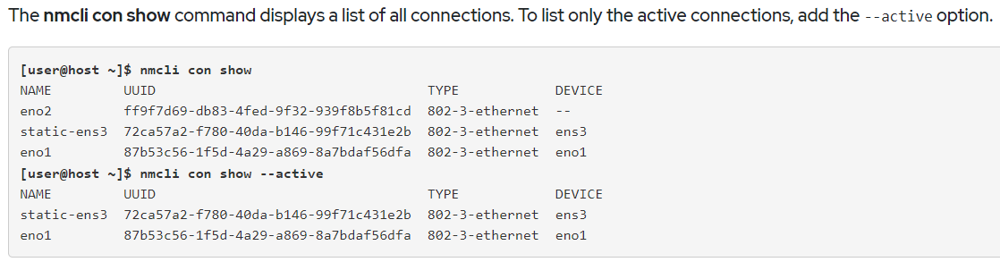 The nmcli con show command displays a list of all connections. To list only the active connections, add the --active option.
[user@host ~]$ nmcli con show
NAME         UUID                                  TYPE            DEVICE
eno2         ff9f7d69-db83-4fed-9f32-939f8b5f81cd  802-3-ethernet  --
static-ens3  72ca57a2-f780-40da-b146-99f71c431e2b  802-3-ethernet  ens3
eno1         87b53c56-1f5d-4a29-a869-8a7bdaf56dfa  802-3-ethernet  eno1
[user@host ~]$ nmcli con show --active
NAME         UUID                                  TYPE            DEVICE
static-ens3  72ca57a2-f780-40da-b146-99f71c431e2b  802-3-ethernet  ens3
eno1         87b53c56-1f5d-4a29-a869-8a7bdaf56dfa  802-3-ethernet  eno1